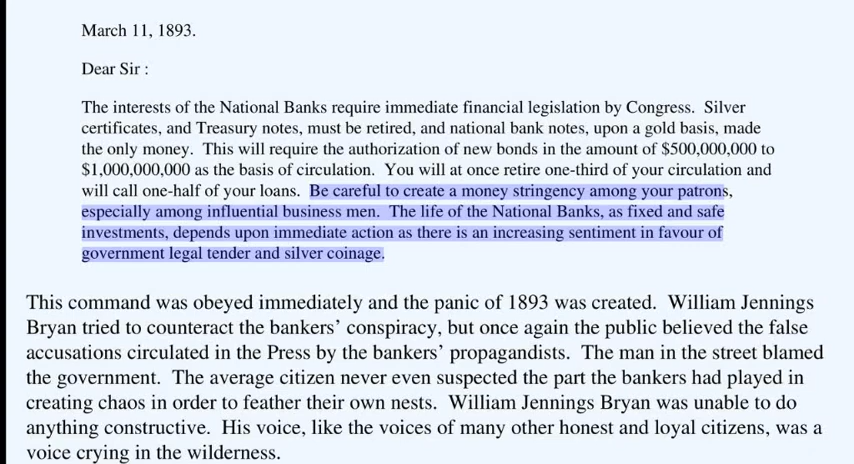 March 11, 1893.
Dear Sir :
The interests of the National Banks require immediate financial legislation by Congress. Silver
certificates, and Treasury notes, must be retired, and national bank notes, upon a gold basis, made
the only money. This will require the authorization of new bonds in the amount of $500,000,000 to
$1,000,000,000 as the basis of circulation. You will at once retire one-third of your circulation and
will call one-half of your loans. Be careful to create a money stringency among your patrons,
especially among influential business men. The life of the National Banks, as fixed and safe
investments, depends upon immediate action as there is an increasing sentiment in favour of
government legal tender and silver coinage.
This command was obeyed immediately and the panic of 1893 was created. William Jennings
Bryan tried to counteract the bankers' conspiracy, but once again the public believed the false
accusations circulated in the Press by the bankers' propagandists. The man in the street blamed
the government. The average citizen never even suspected the part the bankers had played in
creating chaos in order to feather their own nests. William Jennings Bryan was unable to do
anything constructive. His voice, like the voices of many other honest and loyal citizens, was a
voice crying in the wilderness.